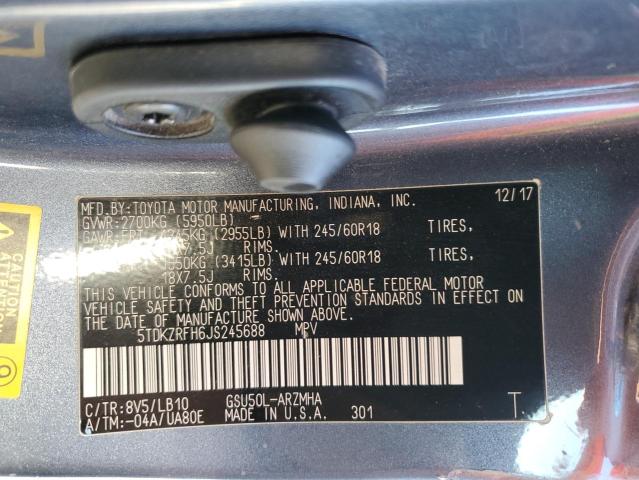 MFD.BY:TOYOTA MOTOR MANUFACTURING, INDIANA, INC. 12/17
GVWR:2700KG (5950LB)
(2955LB) WITH 245/60R18 TIRES,
RIMS.
(3415LB) WITH 245/60R18 TIRES,
18X7.5J RIMS.
THIS VEHICLE CONFORMS TO ALL APPLICABLE FEDERAL MOTOR
VEHICLE SAFETY AND THEFT PREVENTION STANDARDS IN EFFECT ON
THE DATE OF MANUFACTURE SHOWN ABOVE.
5TDKZRFH6JS245688 MPV
C/TR:8V5/LB10 GSU50L-ARZMHA
A/TM:-04A/UA80E MADE IN U.S.A. 301 T
CAUTION
ATTENTION